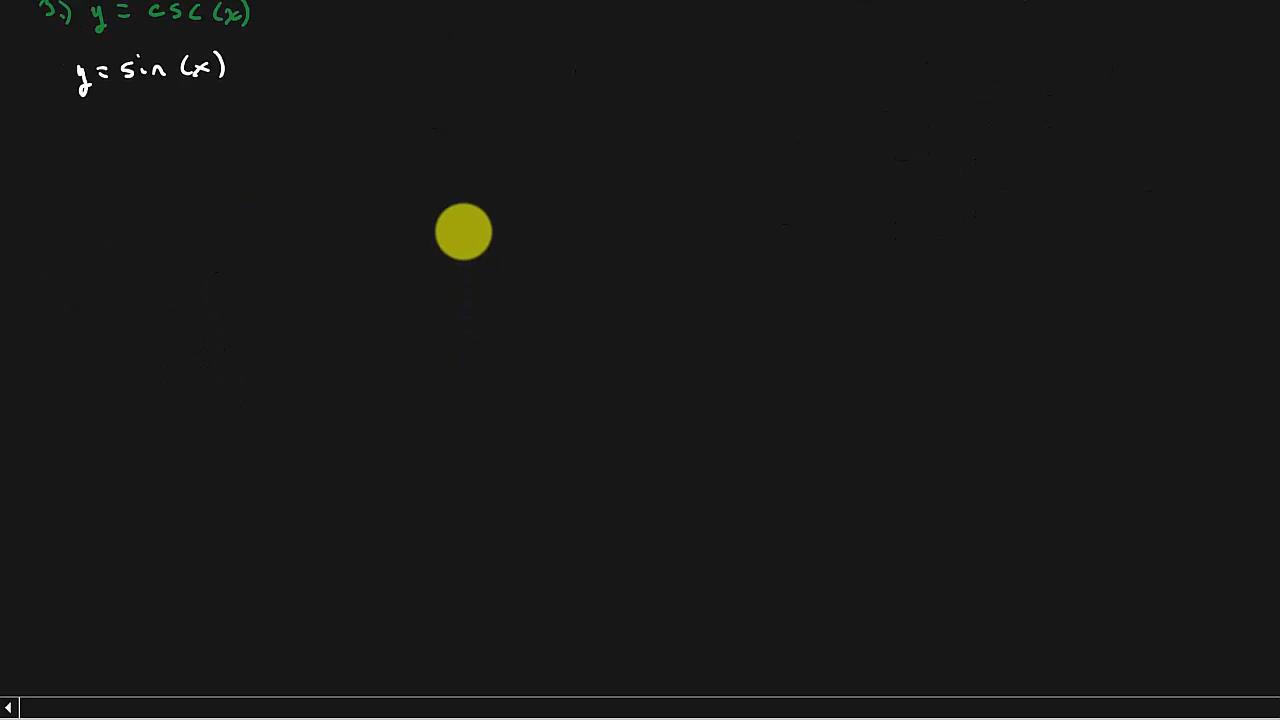 3.) y = csc (x)
y = sin (x)